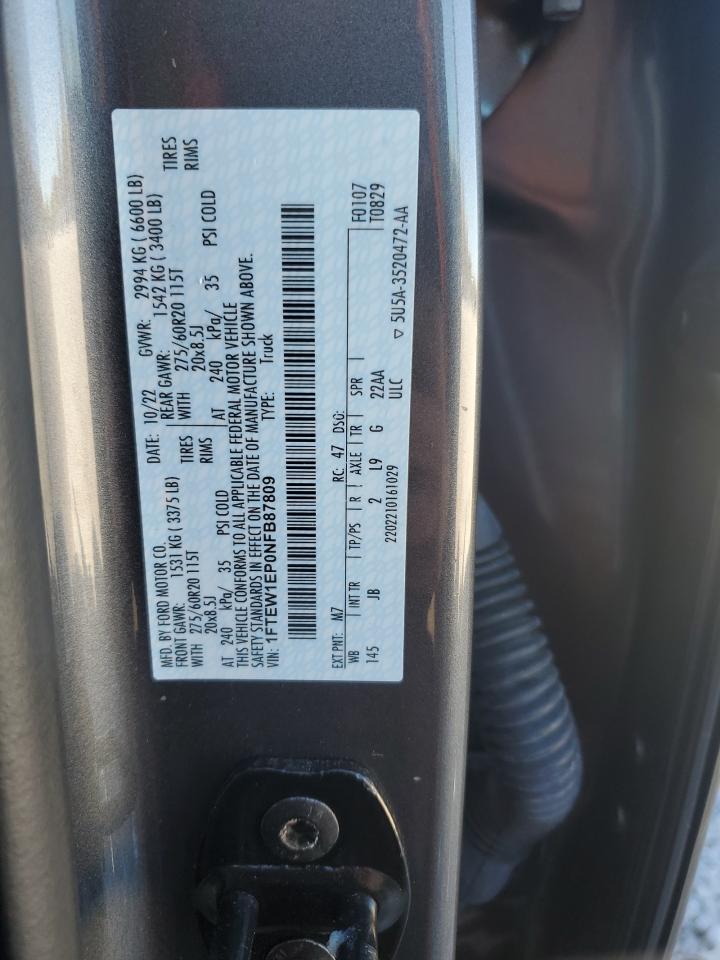 MFD. BY FORD MOTOR CO. DATE: 10/22 GVWR: 2994 KG ( 6600 LB)
FRONT GAWR: 1531 KG ( 3375 LB) REAR GAWR: 1542 KG ( 3400 LB)
WITH 275/60R20 115T TIRES WITH 275/60R20 115T TIRES
20x8.5J RIMS 20x8.5J RIMS
AT 240 kPa/ 35 PSI COLD AT 240 kPa/ 35 PSI COLD
THIS VEHICLE CONFORMS TO ALL APPLICABLE FEDERAL MOTOR VEHICLE
SAFETY STANDARDS IN EFFECT ON THE DATE OF MANUFACTURE SHOWN ABOVE.
VIN: 1FTEW1EP0NFB87809 TYPE: Truck
EXT PNT: M7 RC: 47 DSO: F0107
WB INT TR TP/PS R AXLE TR SPR T0829
145 JB 2 L9 G 22AA
2202210161029 ULC ▽ 5U5A-3520472-AA